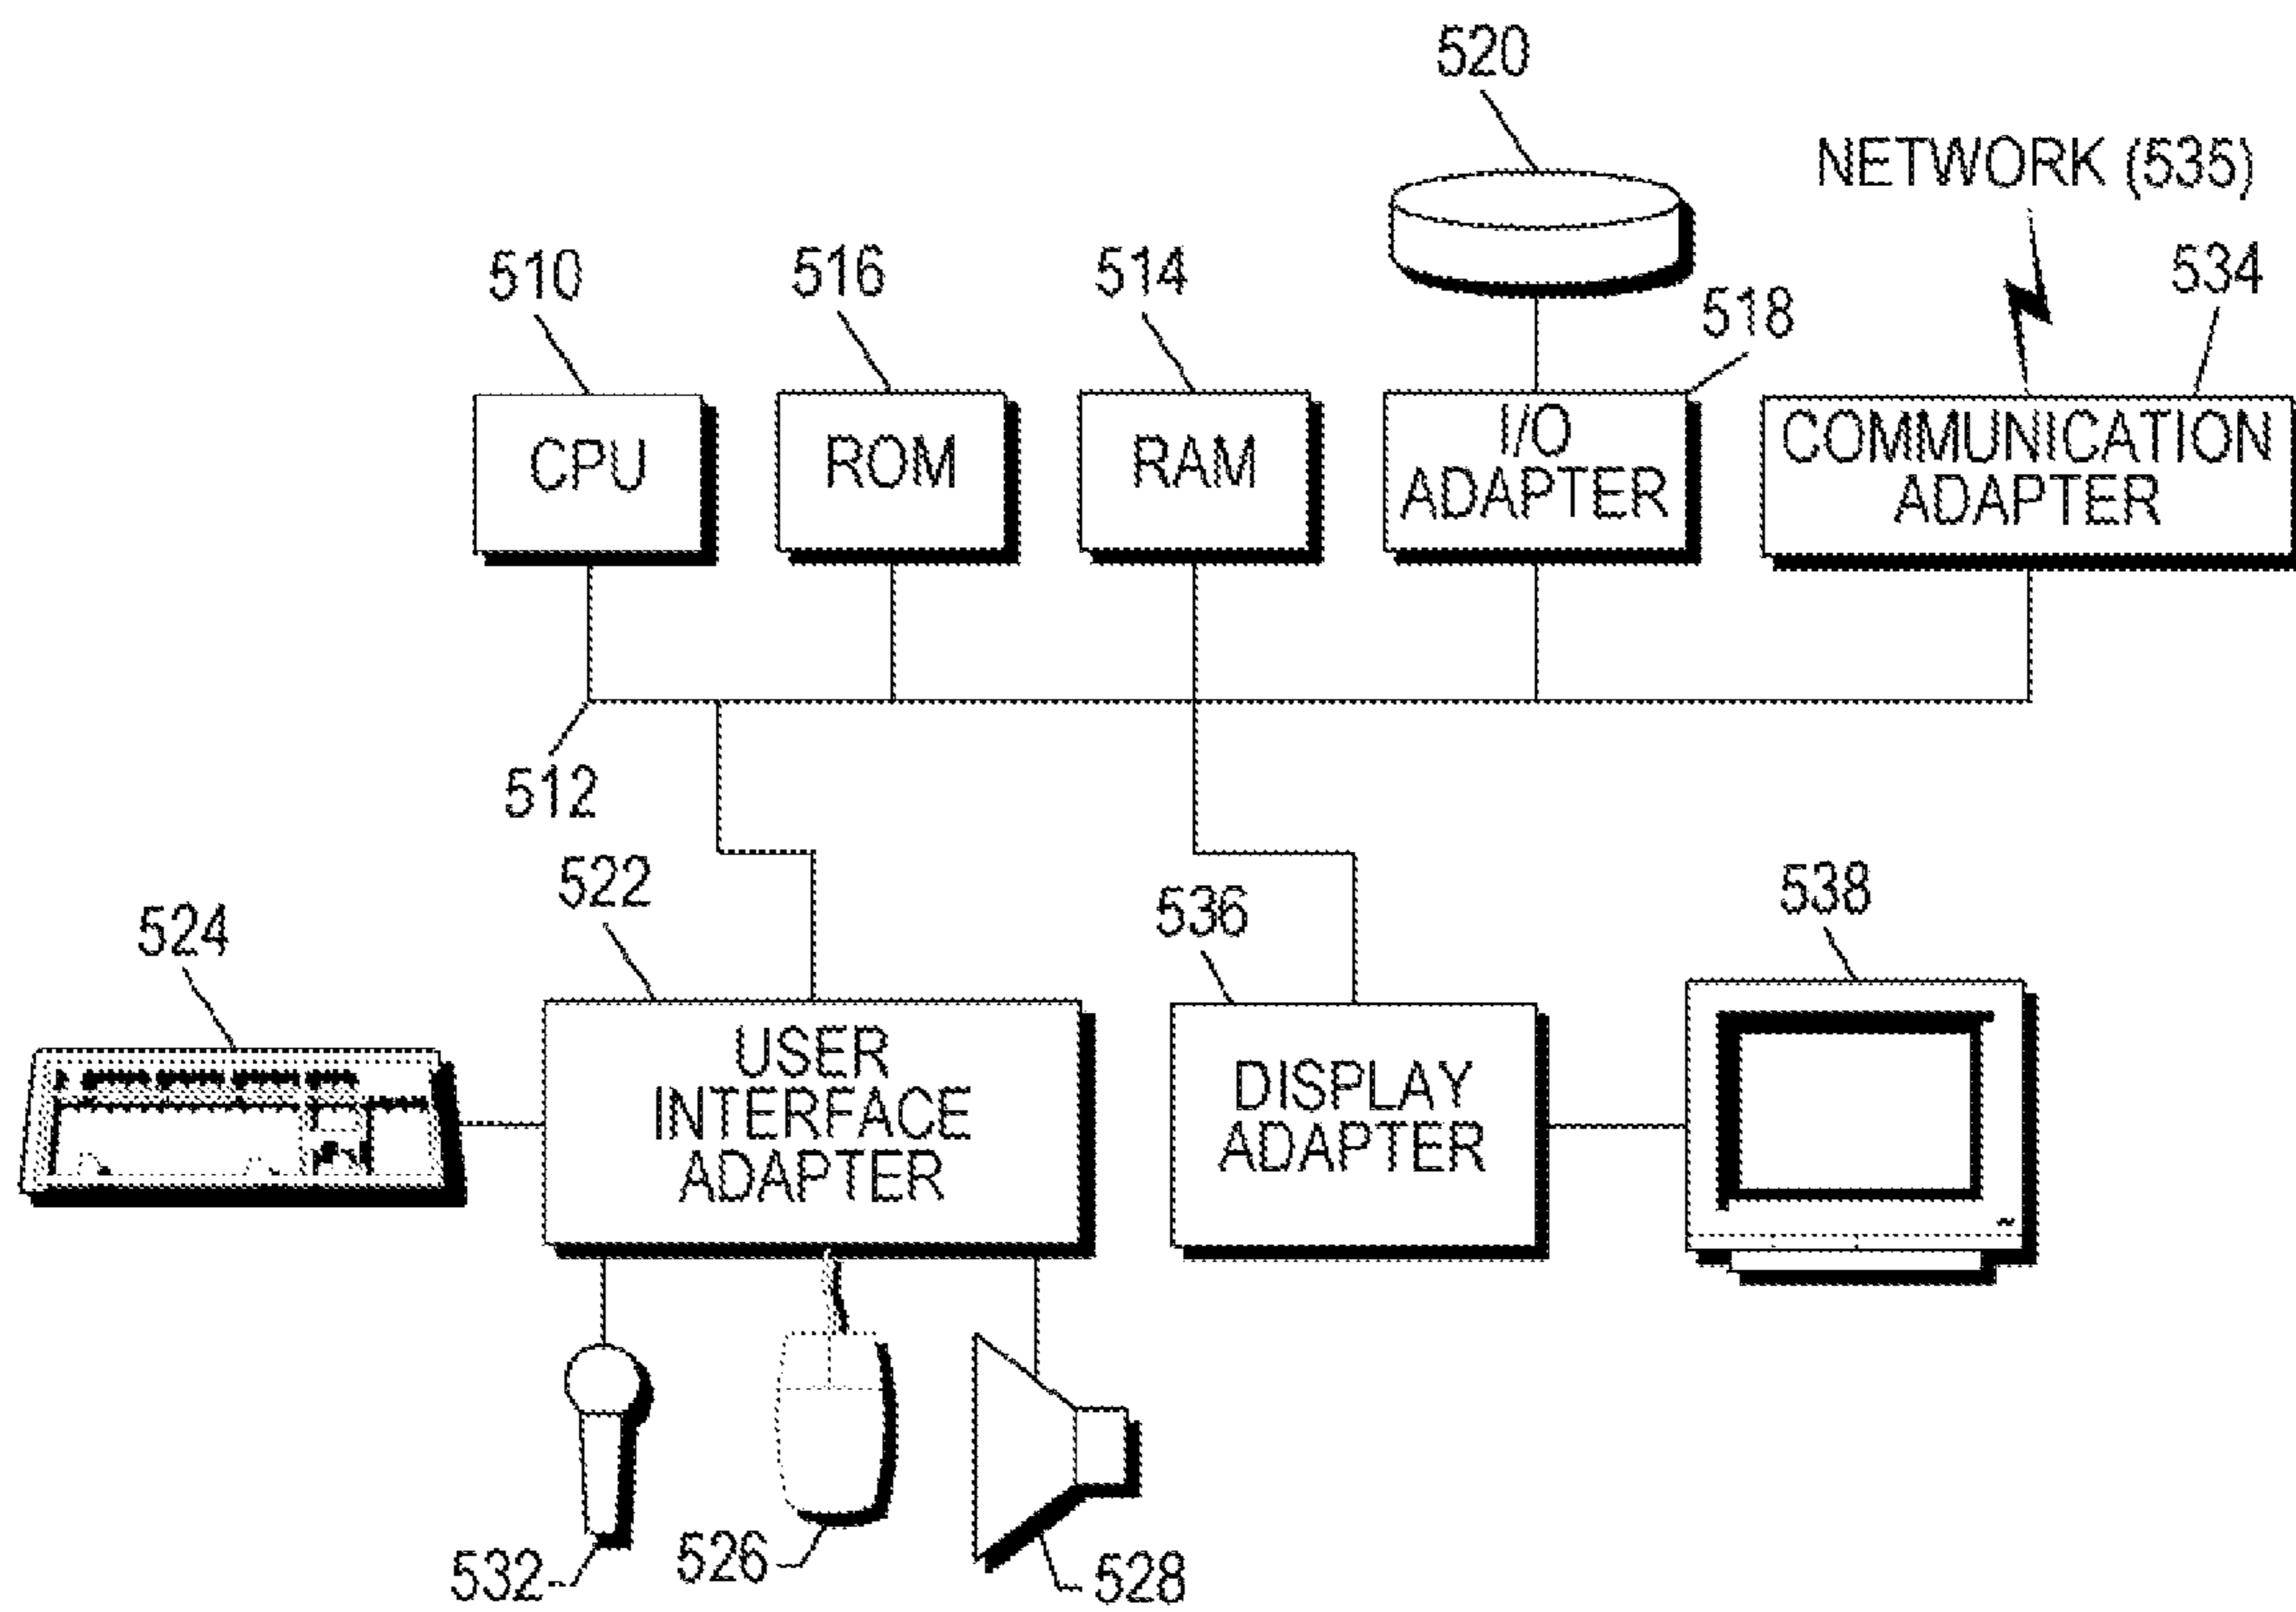 520
NETWORK (535)
510
516
514
518
534
CPU
ROM
RAM
I/O
ADAPTER
COMMUNICATION
ADAPTER
512
522
524
536
538
USER
INTERFACE
ADAPTER
DISPLAY
ADAPTER
532
526
528